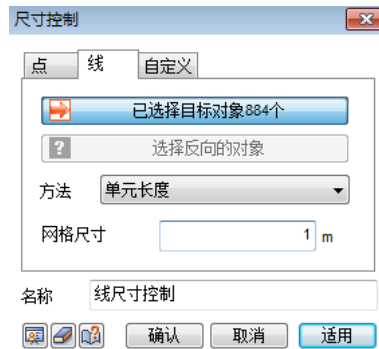 尺寸控制
点 线 自定义
已选择目标对象884个
? 选择反向的对象
方法 单元长度
网格尺寸 1 m
名称 线尺寸控制
确认 取消 适用